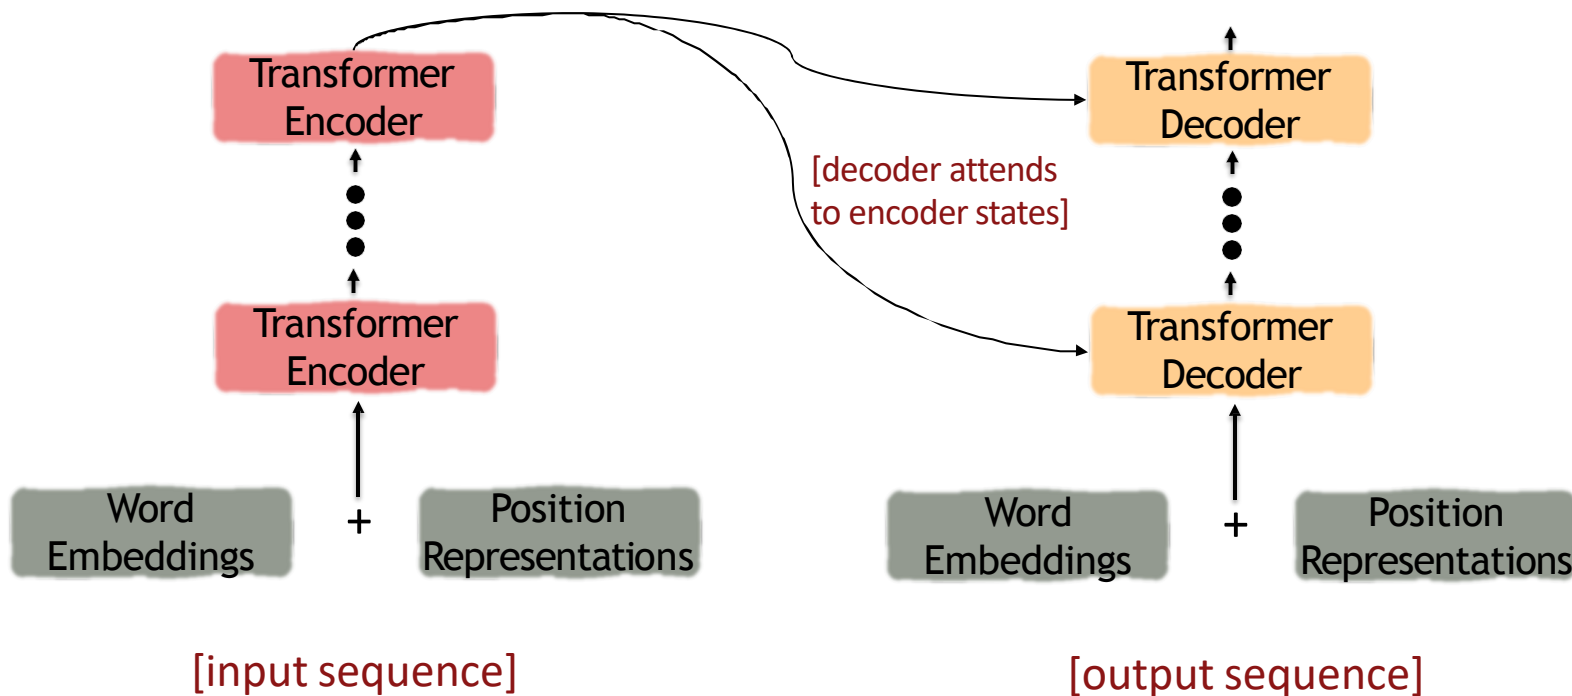 Transformer
Encoder
Transformer
Decoder
[decoder attends
to encoder states]
Transformer
Encoder
Transformer
Decoder
Word
Embeddings
+
Position
Representations
Word
Embeddings
+
Position
Representations
[input sequence]
[output sequence]